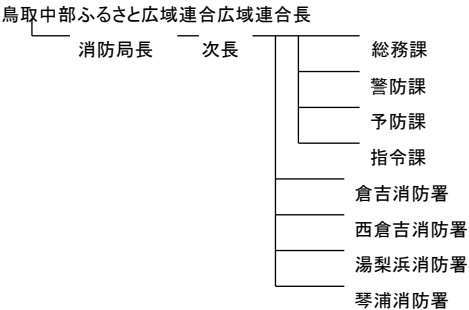 鳥取中部ふるさと広域連合広域連合長
消防局長 次長 総務課
警防課
予防課
指令課
倉吉消防署
西倉吉消防署
湯梨浜消防署
琴浦消防署